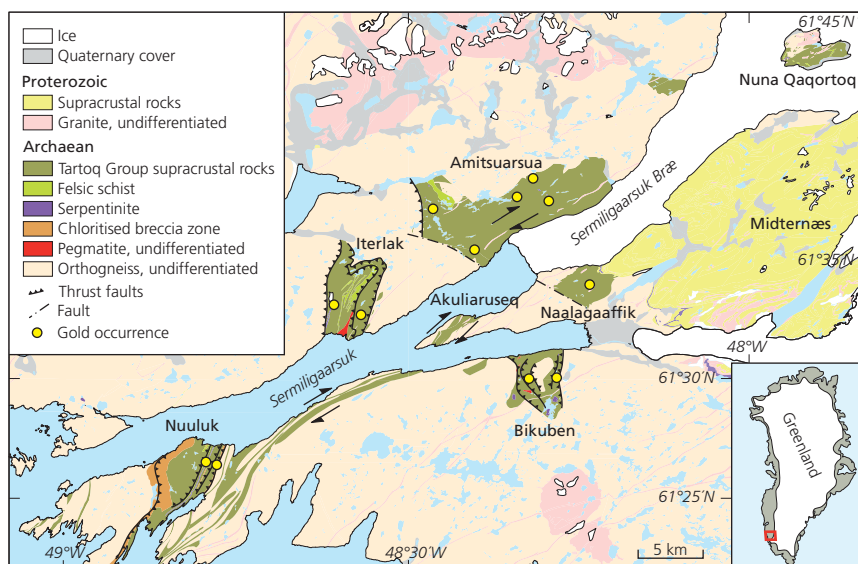 Ice
Quaternary cover
Proterozoic
Supracrustal rocks
Granite, undifferentiated
Archaean
Tartoq Group supracrustal rocks
Felsic schist
Serpentinite
Chloritised breccia zone
Pegmatite, undifferentiated
Orthogneiss, undifferentiated
Thrust faults
Fault
Gold occurrence
61°45´N
Nuna Qaqortoq
Amitsuarsua
Sermiligaarsuk Bræ
Midternæs
Iterlak
61°35´N
Akuliaruseq
Naalagaaffik
48°W
Sermiligaarsuk
61°30´N
Nuuluk
Bikuben
Greenland
61°25´N
49°W
48°30´W
5 km